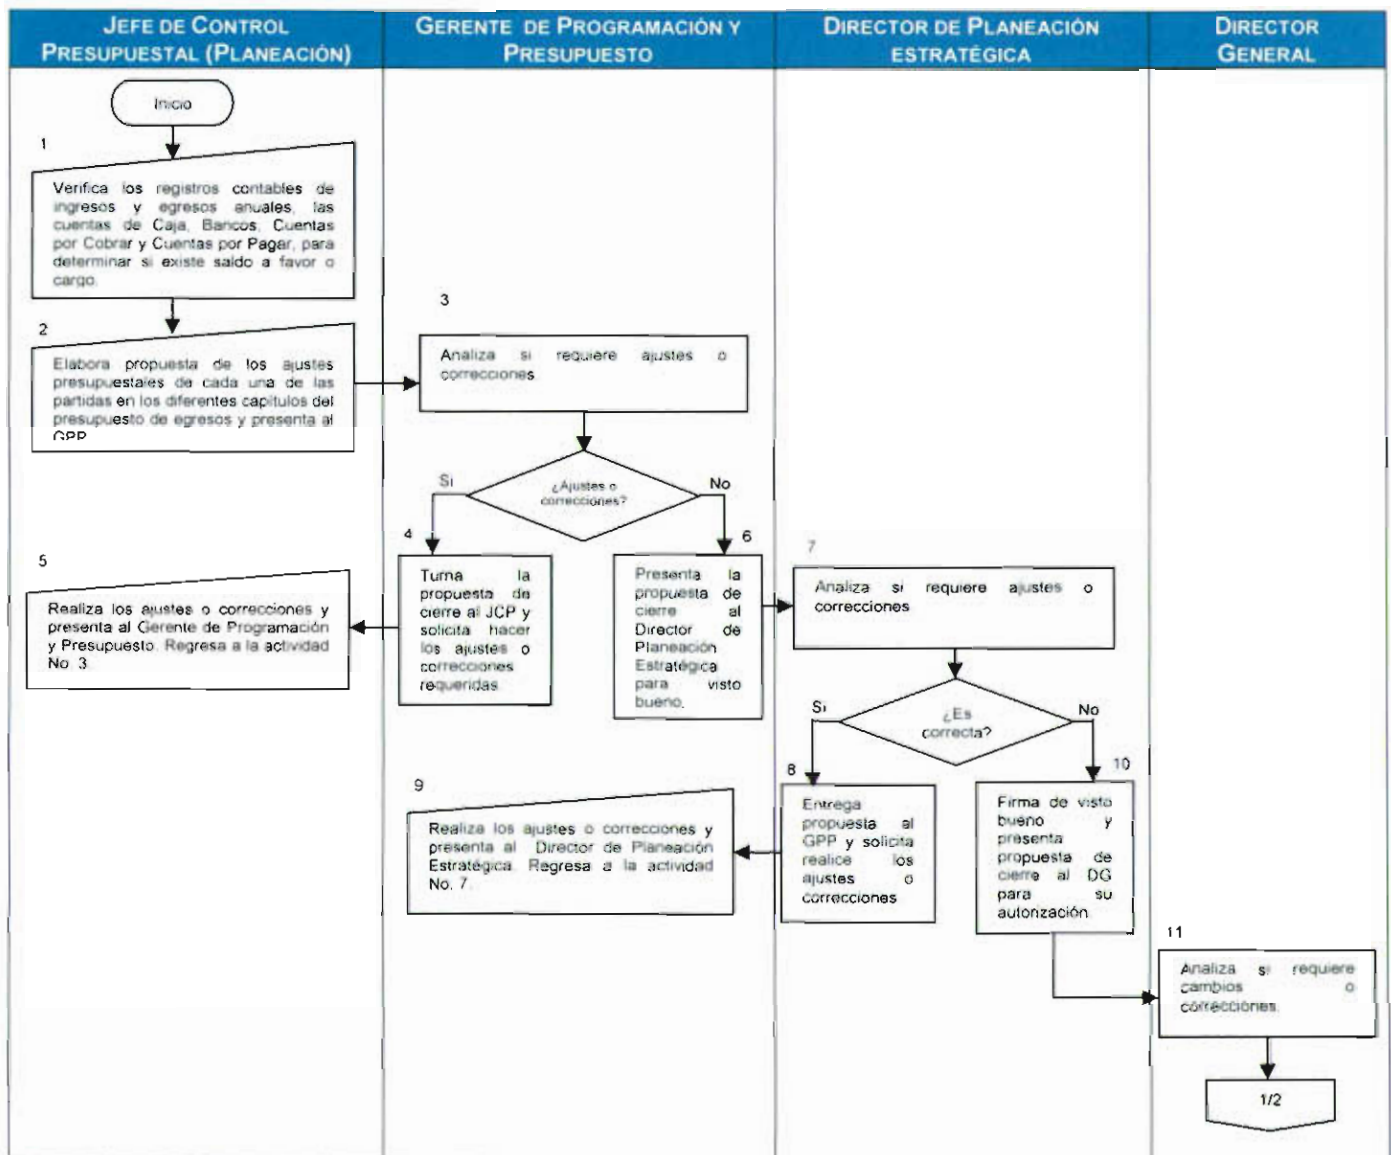 JEFE DE CONTROL
PRESUPUESTAL (PLANEACIÓN)
GERENTE DE PROGRAMACIÓN Y
PRESUPUESTO
DIRECTOR DE PLANEACIÓN
ESTRATÉGICA
DIRECTOR
GENERAL
Inicio
1
Verifica los registros contables de
ingresos y egresos anuales, las
cuentas de Caja, Bancos, Cuentas
por Cobrar y Cuentas por Pagar, para
determinar si existe saldo a favor o
cargo.
2
Elabora propuesta de los ajustes
presupuestales de cada una de las
partidas en los diferentes capítulos del
presupuesto de egresos y presenta al
GPP
3
Analiza si requiere ajustes o
correcciones
¿Ajustes o
correcciones?
Si
No
4
Turna la
propuesta de
cierre al JCP y
solicita hacer
los ajustes o
correcciones
requeridas
5
Realiza los ajustes o correcciones y
presenta al Gerente de Programación
y Presupuesto. Regresa a la actividad
No. 3
6
Presenta la
propuesta de
cierre al
Director de
Planeación
Estratégica
para visto
bueno.
7
Analiza si requiere ajustes o
correcciones
¿Es
correcta?
Si
No
8
Entrega
propuesta al
GPP y solicita
realice los
ajustes o
correcciones
9
Realiza los ajustes o correcciones y
presenta al Director de Planeación
Estratégica. Regresa a la actividad
No. 7.
10
Firma de visto
bueno y
presenta
propuesta de
cierre al DG
para su
autorización
11
Analiza si requiere
cambios o
correcciones.
1/2